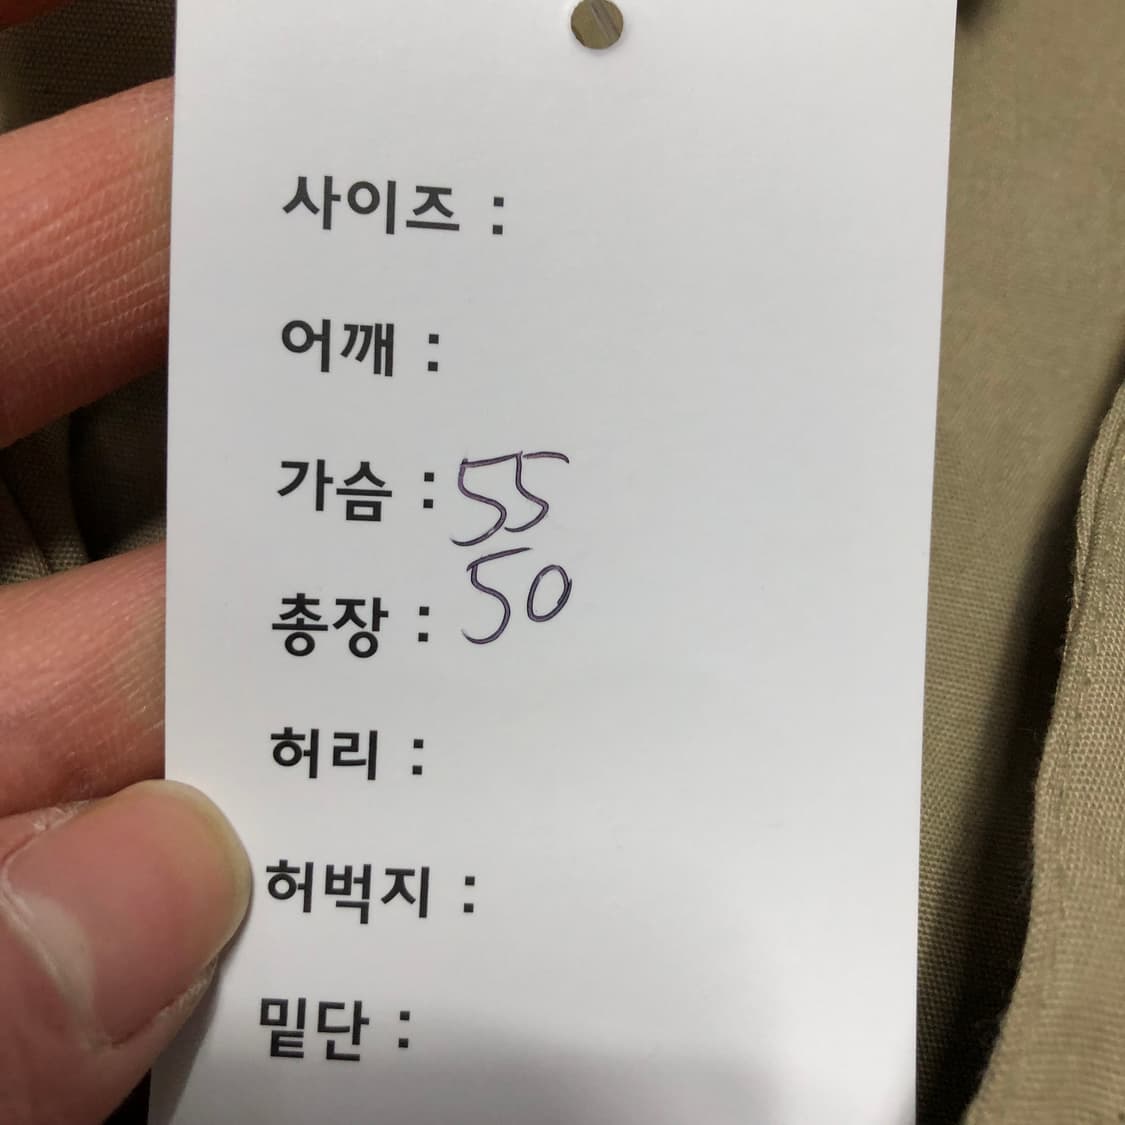 사이즈 :
어깨 :
가슴 : 55
총장 : 50
허리 :
허벅지 :
밑단 :